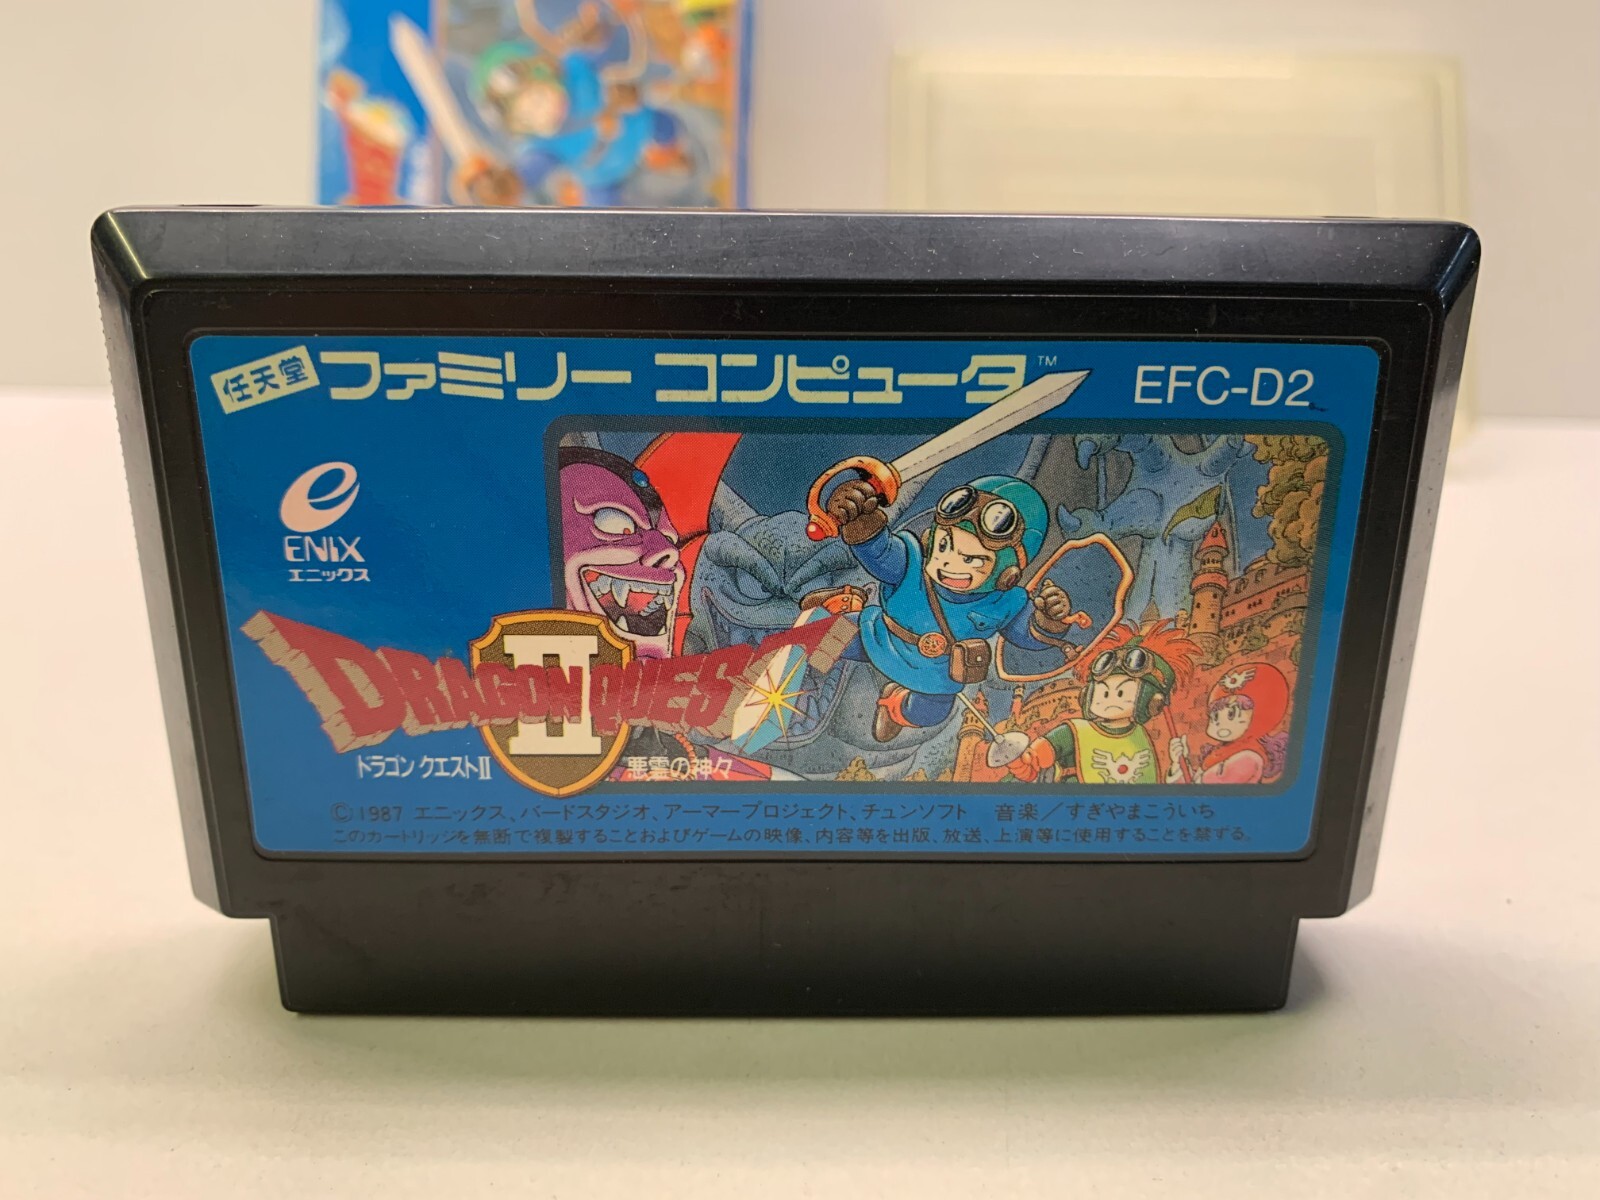 任天堂 ファミリー コンピュータ™ EFC-D2
ENIX
エニックス
DRAGON QUEST
II
ドラゴン クエストII 悪霊の神々
©1987 エニックス、バードスタジオ、アーマープロジェクト、チュンソフト 音楽/すぎやまこういち
このカートリッジを無断で複製することおよびゲームの映像、内容等を出版、放送、上演等に使用することを禁ずる。